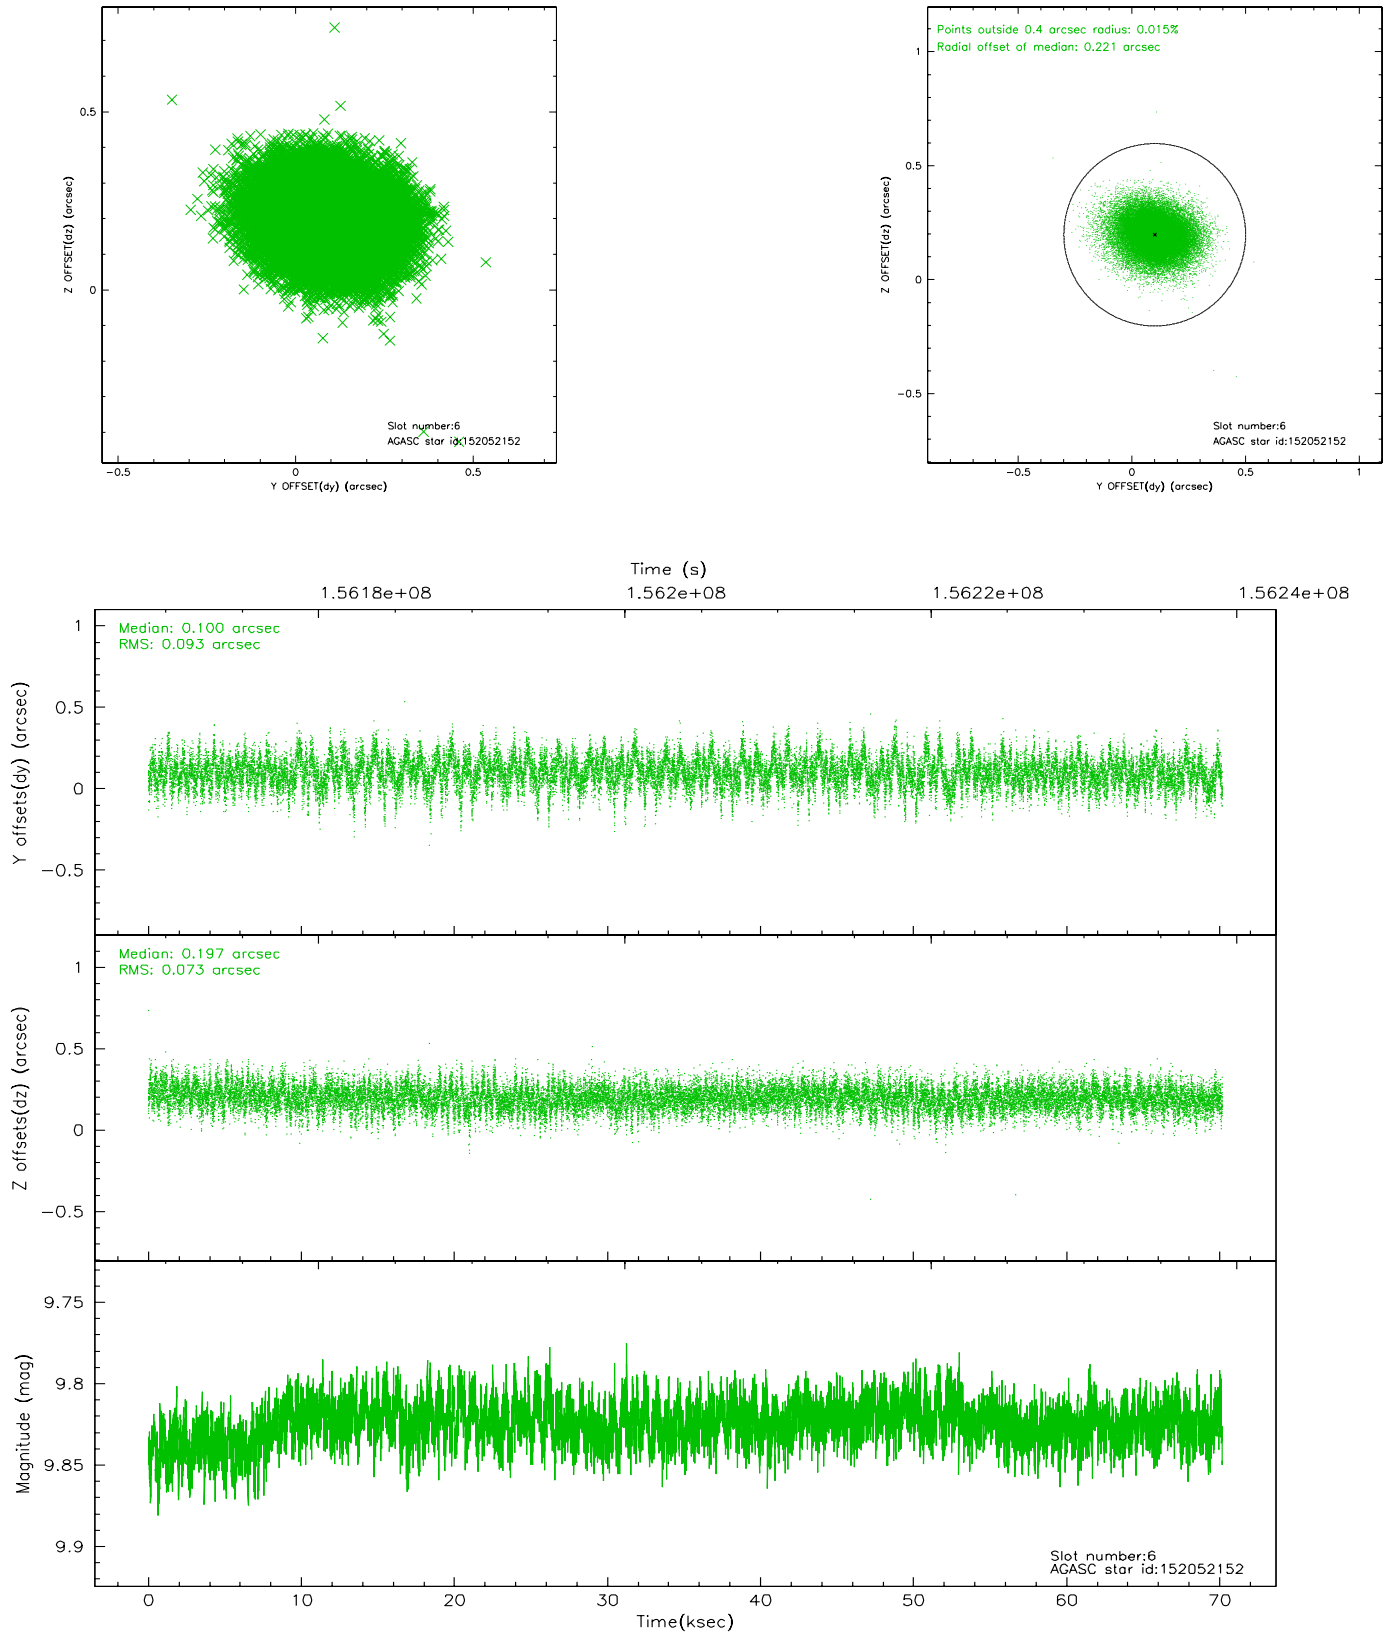 0.5
0
−0.5
0
0.5
Z OFFSET(dz) (arcsec)
Y OFFSET(dy) (arcsec)
Slot number:6
AGASC star id:152052152
Points outside 0.4 arcsec radius: 0.015%
Radial offset of median: 0.221 arcsec
1
0.5
0
−0.5
−0.5
0
0.5
1
Z OFFSET(dz) (arcsec)
Y OFFSET(dy) (arcsec)
Slot number:6
AGASC star id:152052152
Time (s)
1.5618e+08
1.562e+08
1.5622e+08
1.5624e+08
Median: 0.100 arcsec
RMS: 0.093 arcsec
1
0.5
0
−0.5
Y offsets(dy) (arcsec)
Median: 0.197 arcsec
RMS: 0.073 arcsec
1
0.5
0
−0.5
Z offsets(dz) (arcsec)
9.75
9.8
9.85
9.9
Magnitude (mag)
Slot number:6
AGASC star id:152052152
0
10
20
30
40
50
60
70
Time(ksec)